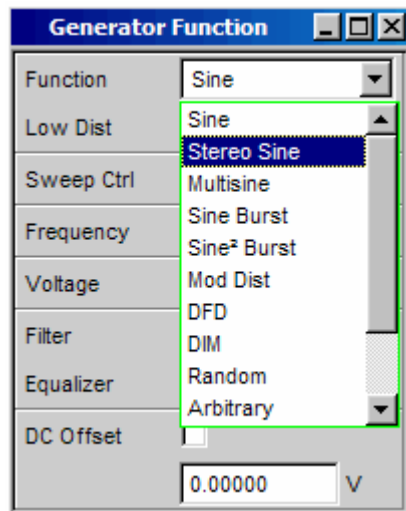 Generator Function
Function Sine
Low Dist Sine
Stereo Sine
Sweep Ctrl Multisine
Frequency Sine Burst
Sine² Burst
Voltage Mod Dist
DFD
Filter DIM
Equalizer Random
Arbitrary
DC Offset
0.00000 V